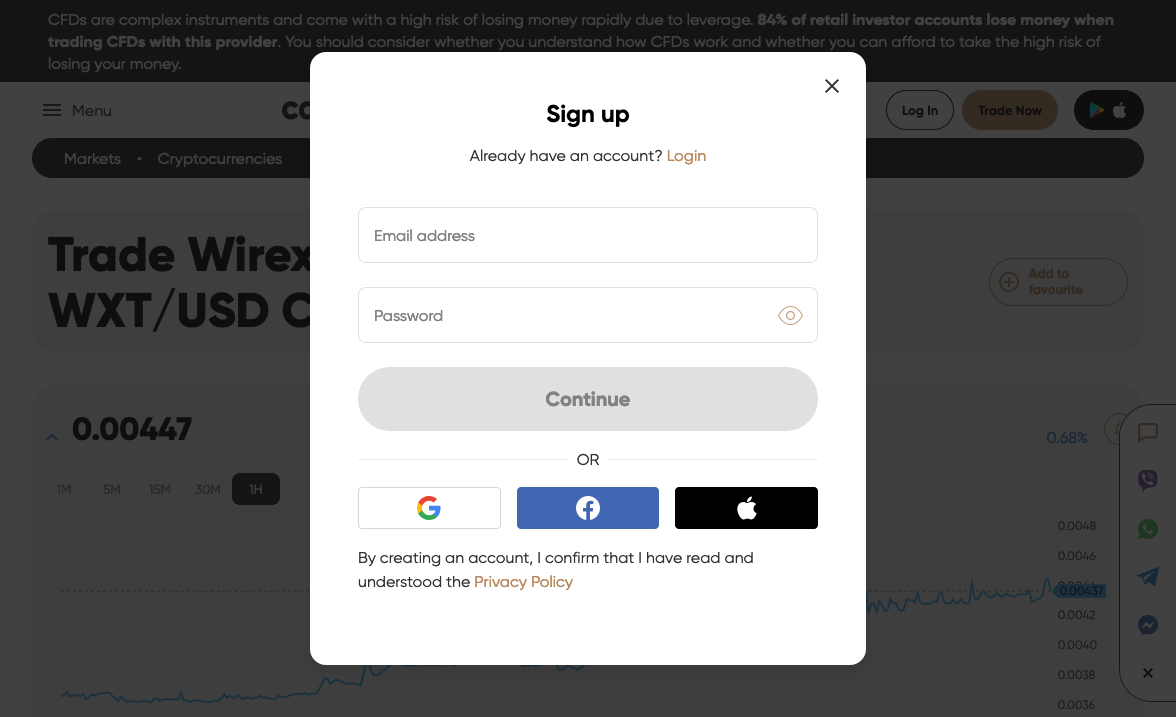 CFDs are complex instruments and come with a high risk of losing money rapidly due to leverage. 84% of retail investor accounts lose money when
trading CFDs with this provider. You should consider whether you understand how CFDs work and whether you can afford to take the high risk of
losing your money.
Menu
Log In
Trade Now
Markets • Cryptocurrencies
Sign up
Already have an account? Login
Email address
Password
Continue
OR
By creating an account, I confirm that I have read and
understood the Privacy Policy
Trade Wirex
WXT/USD
Add to
favourite
0.00447
0.68%
1M 5M 15M 30M 1H
0.0048
0.0046
0.00437
0.0042
0.0040
0.0038
0.0036